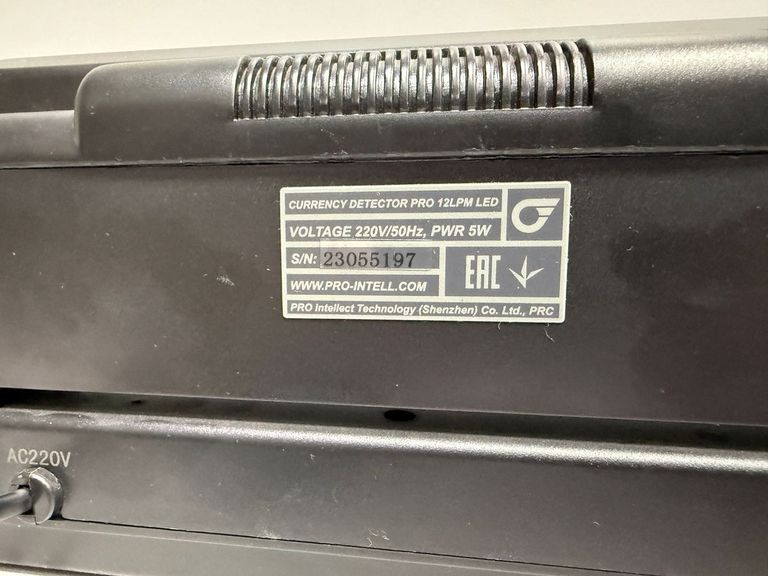 CURRENCY DETECTOR PRO 12LPM LED
VOLTAGE 220V/50Hz, PWR 5W
S/N: 23055197
EAC
WWW.PRO-INTELL.COM
PRO Intellect Technology (Shenzhen) Co. Ltd., PRC
AC220V